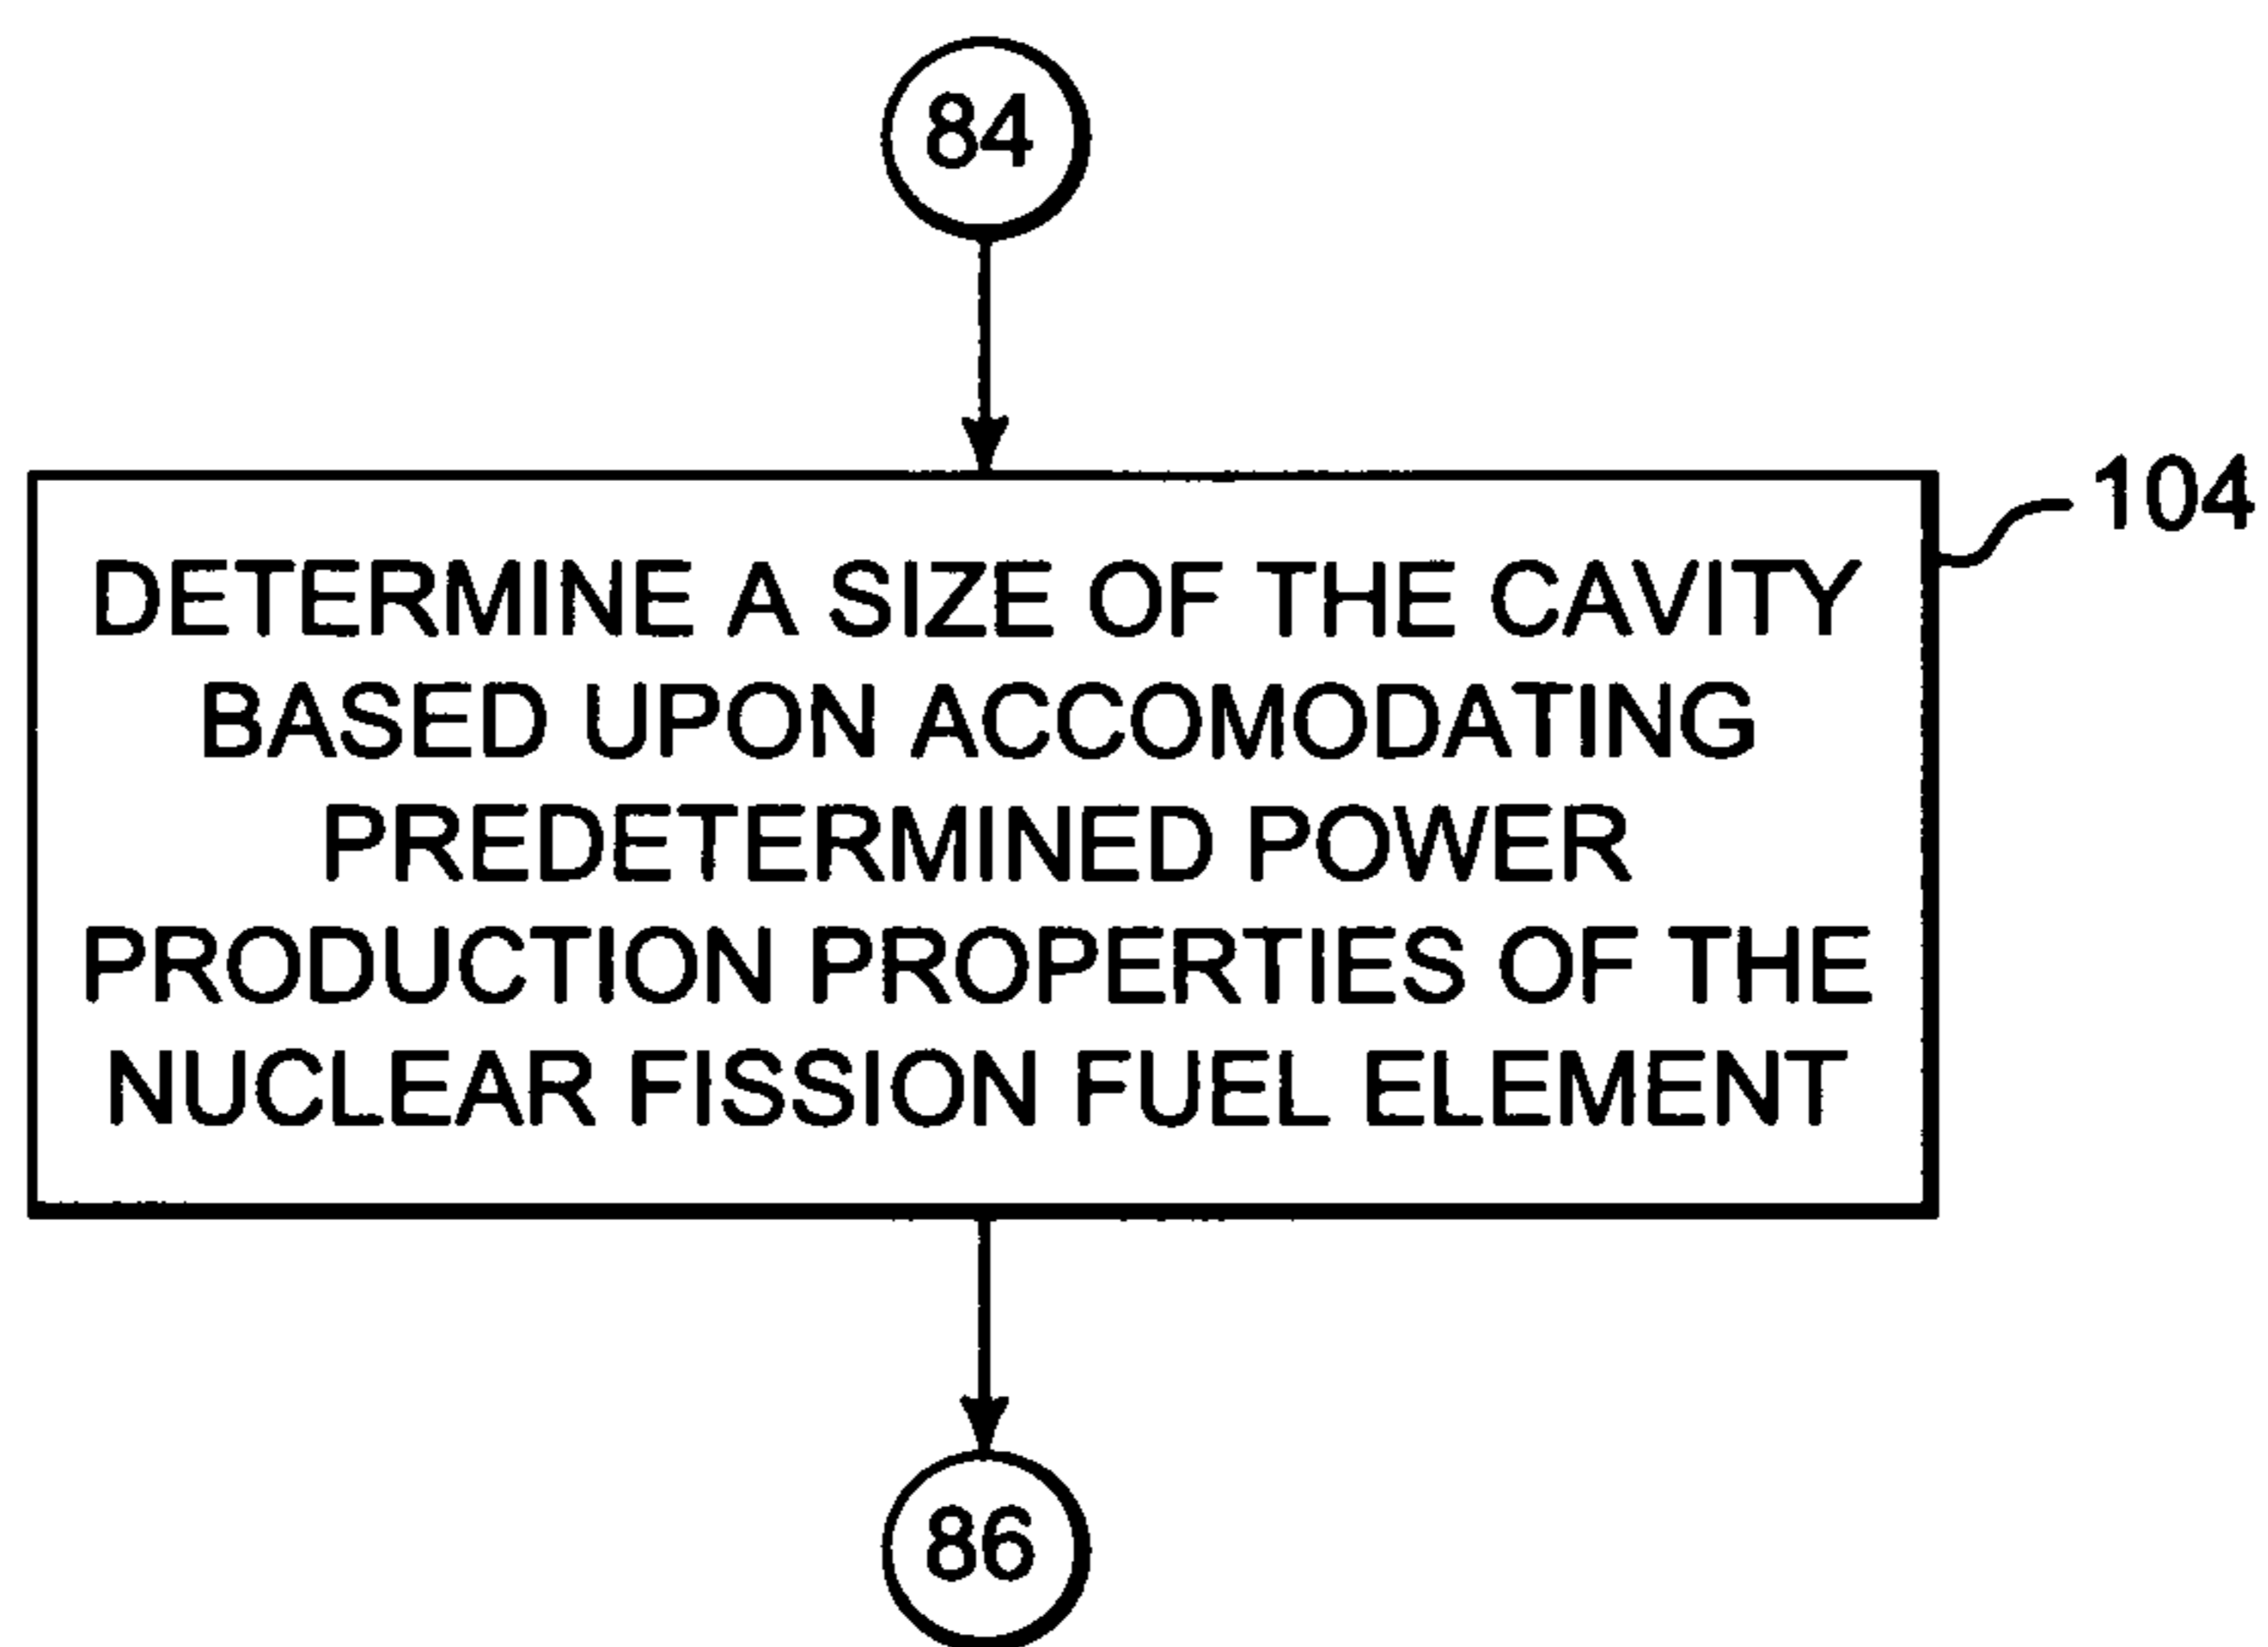 84
104
DETERMINE A SIZE OF THE CAVITY
BASED UPON ACCOMODATING
PREDETERMINED POWER
PRODUCTION PROPERTIES OF THE
NUCLEAR FISSION FUEL ELEMENT
86